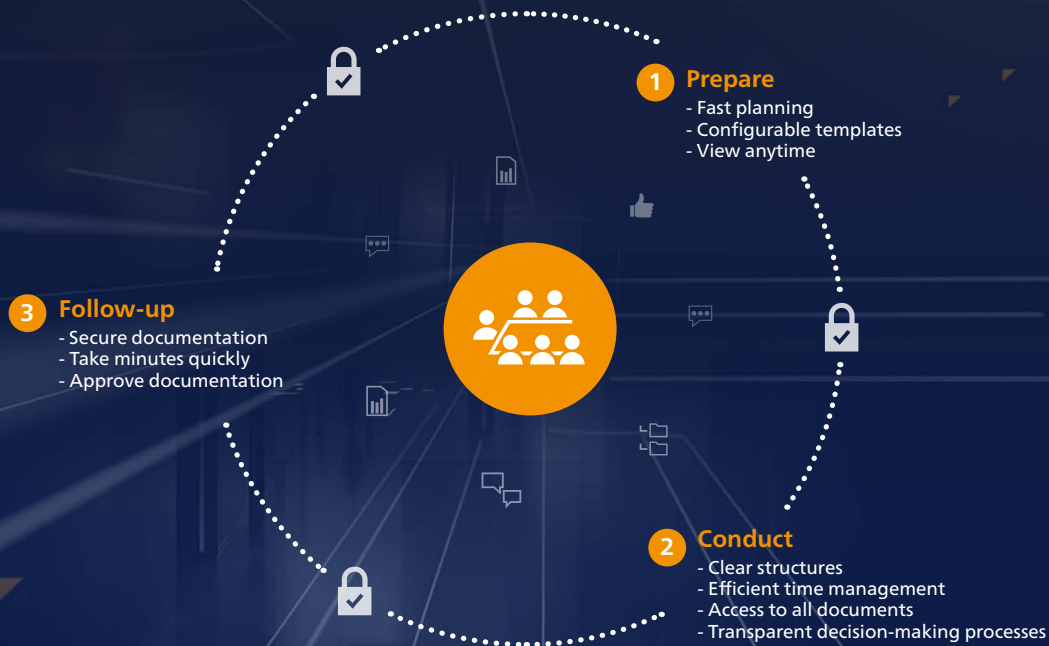 1 Prepare
- Fast planning
- Configurable templates
- View anytime
3 Follow-up
- Secure documentation
- Take minutes quickly
- Approve documentation
2 Conduct
- Clear structures
- Efficient time management
- Access to all documents
- Transparent decision-making processes